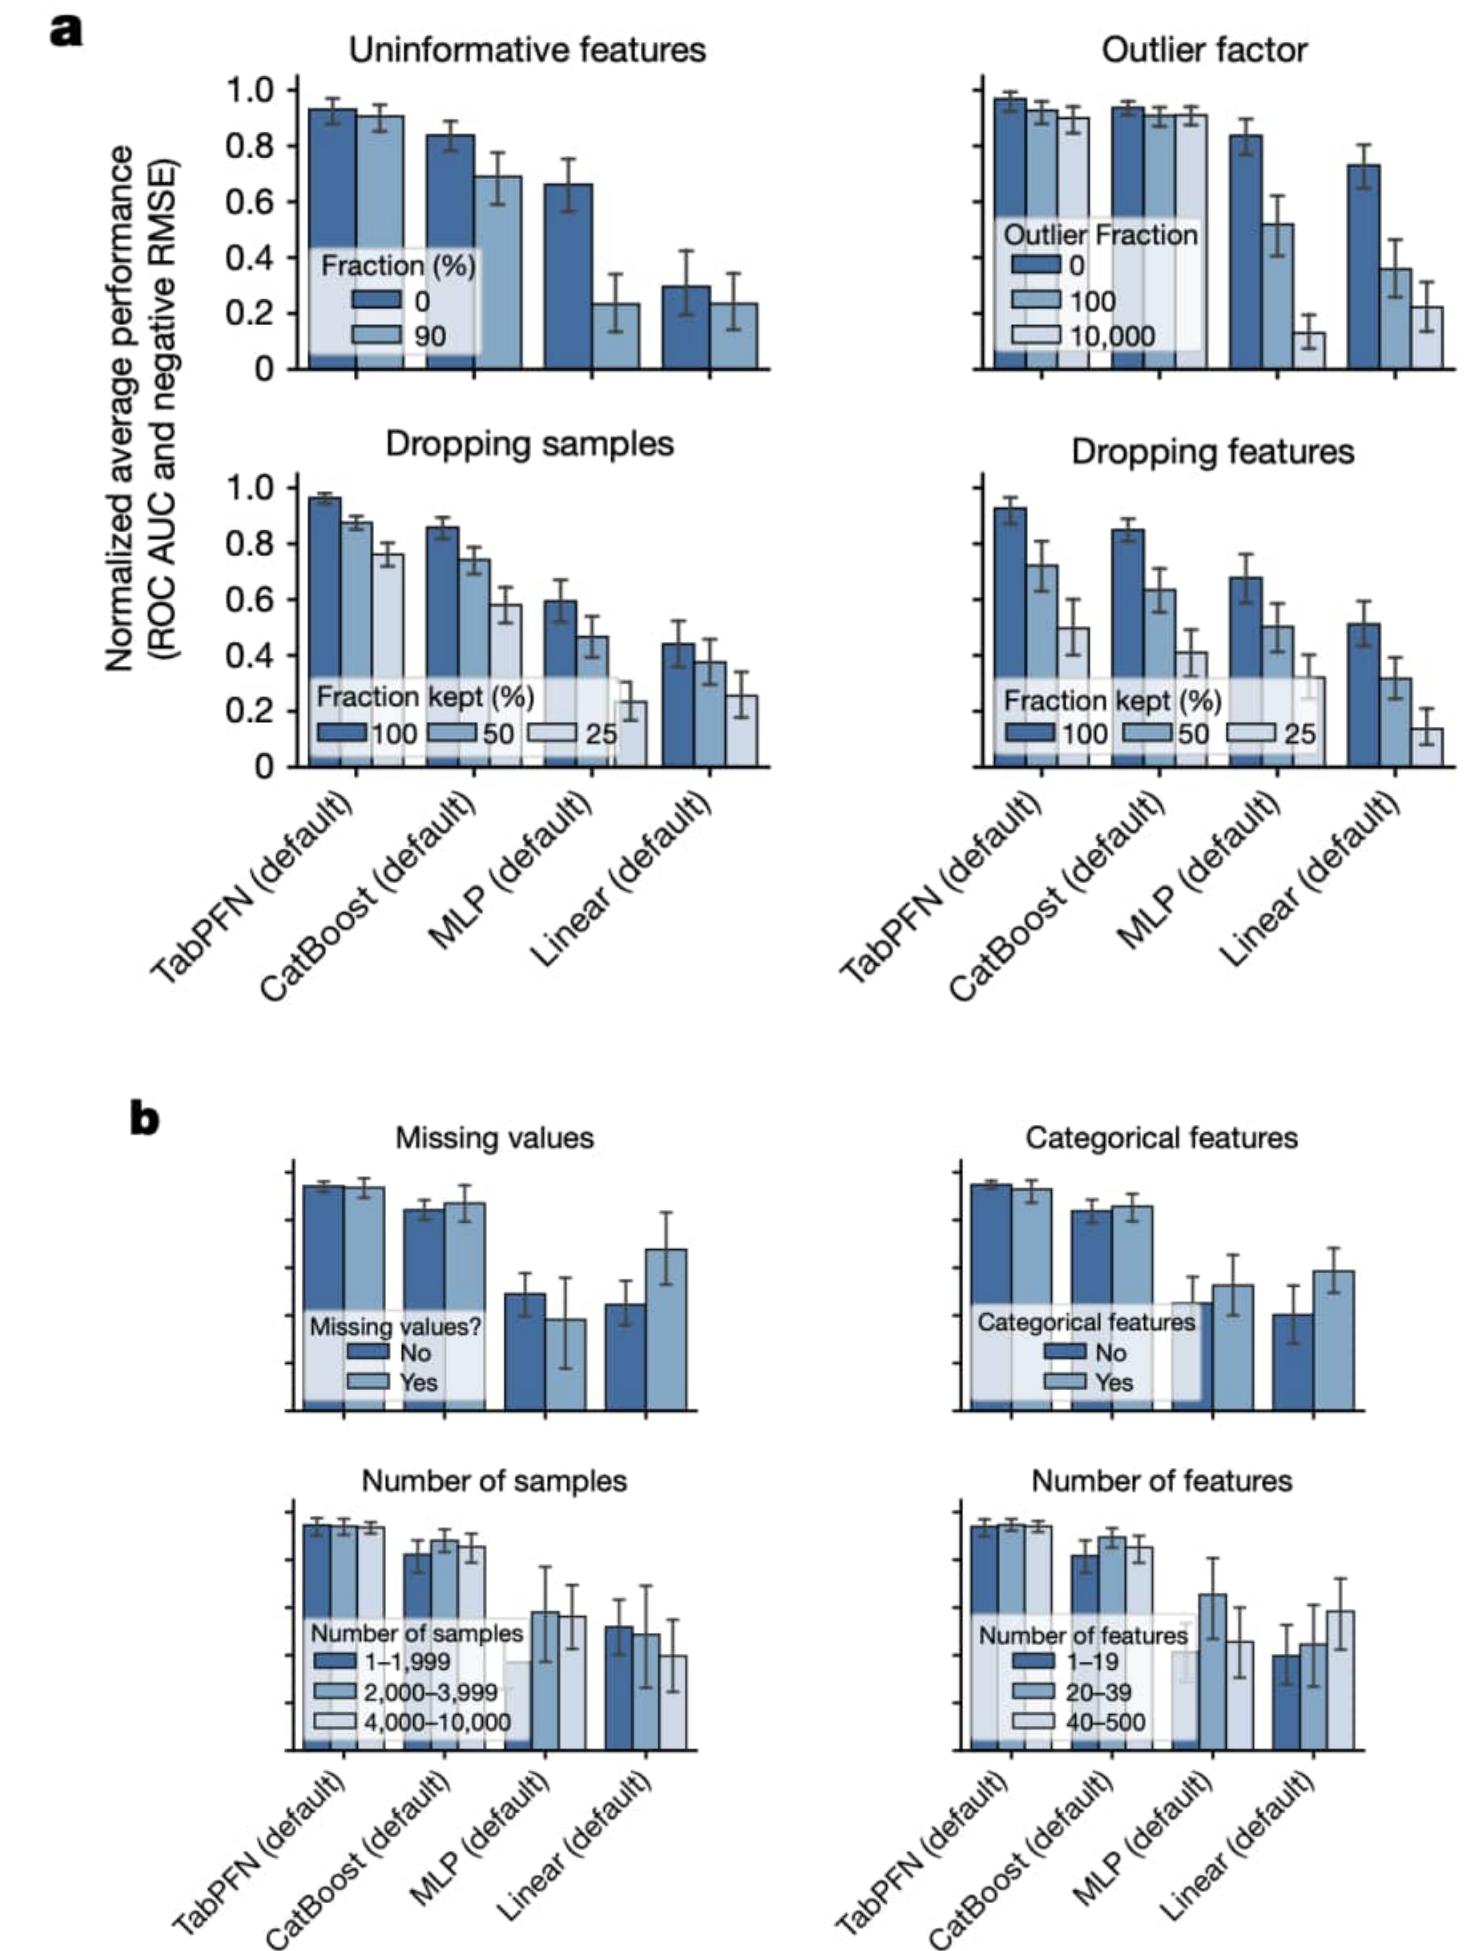 a
Normalized average performance
(ROC AUC and negative RMSE)
Uninformative features
1.0
0.8
0.6
0.4
0.2
0
Fraction (%)
0
90
Outlier factor
Outlier Fraction
0
100
10,000
Dropping samples
1.0
0.8
0.6
0.4
0.2
0
Fraction kept (%)
100 50 25
TabPFN (default)
CatBoost (default)
MLP (default)
Linear (default)
Dropping features
Fraction kept (%)
100 50 25
TabPFN (default)
CatBoost (default)
MLP (default)
Linear (default)
b
Missing values
Missing values?
No
Yes
Categorical features
Categorical features
No
Yes
Number of samples
Number of samples
1–1,999
2,000–3,999
4,000–10,000
TabPFN (default)
CatBoost (default)
MLP (default)
Linear (default)
Number of features
Number of features
1–19
20–39
40–500
TabPFN (default)
CatBoost (default)
MLP (default)
Linear (default)